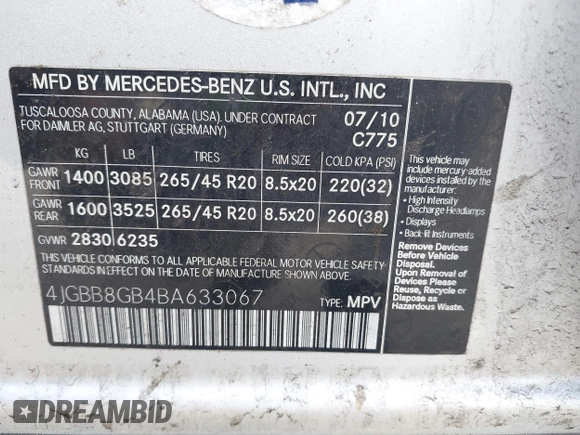 MFD BY MERCEDES-BENZ U.S. INTL., INC
TUSCALOOSA COUNTY, ALABAMA (USA). UNDER CONTRACT
FOR DAIMLER AG, STUTTGART (GERMANY)
07/10
C775
KG LB TIRES RIM SIZE COLD KPA (PSI)
GAWR FRONT 1400 3085 265/45 R20 8.5x20 220(32)
GAWR REAR 1600 3525 265/45 R20 8.5x20 260(38)
GVWR 2830 6235
THIS VEHICLE CONFORMS TO ALL APPLICABLE FEDERAL MOTOR VEHICLE SAFETY
STANDARDS IN EFFECT ON THE DATE OF MANUFACTURE SHOWN ABOVE.
4JGBB8GB4BA633067 TYPE: MPV
This vehicle may
include mercury-added
devices installed by the
manufacturer:
• High Intensity
Discharge Headlamps
• Displays
• Back-lit Instruments
Remove Devices
Before Vehicle
Disposal
Upon Removal of
Devices Please
Reuse, Recycle or
Dispose as
Hazardous Waste.
DREAMBID